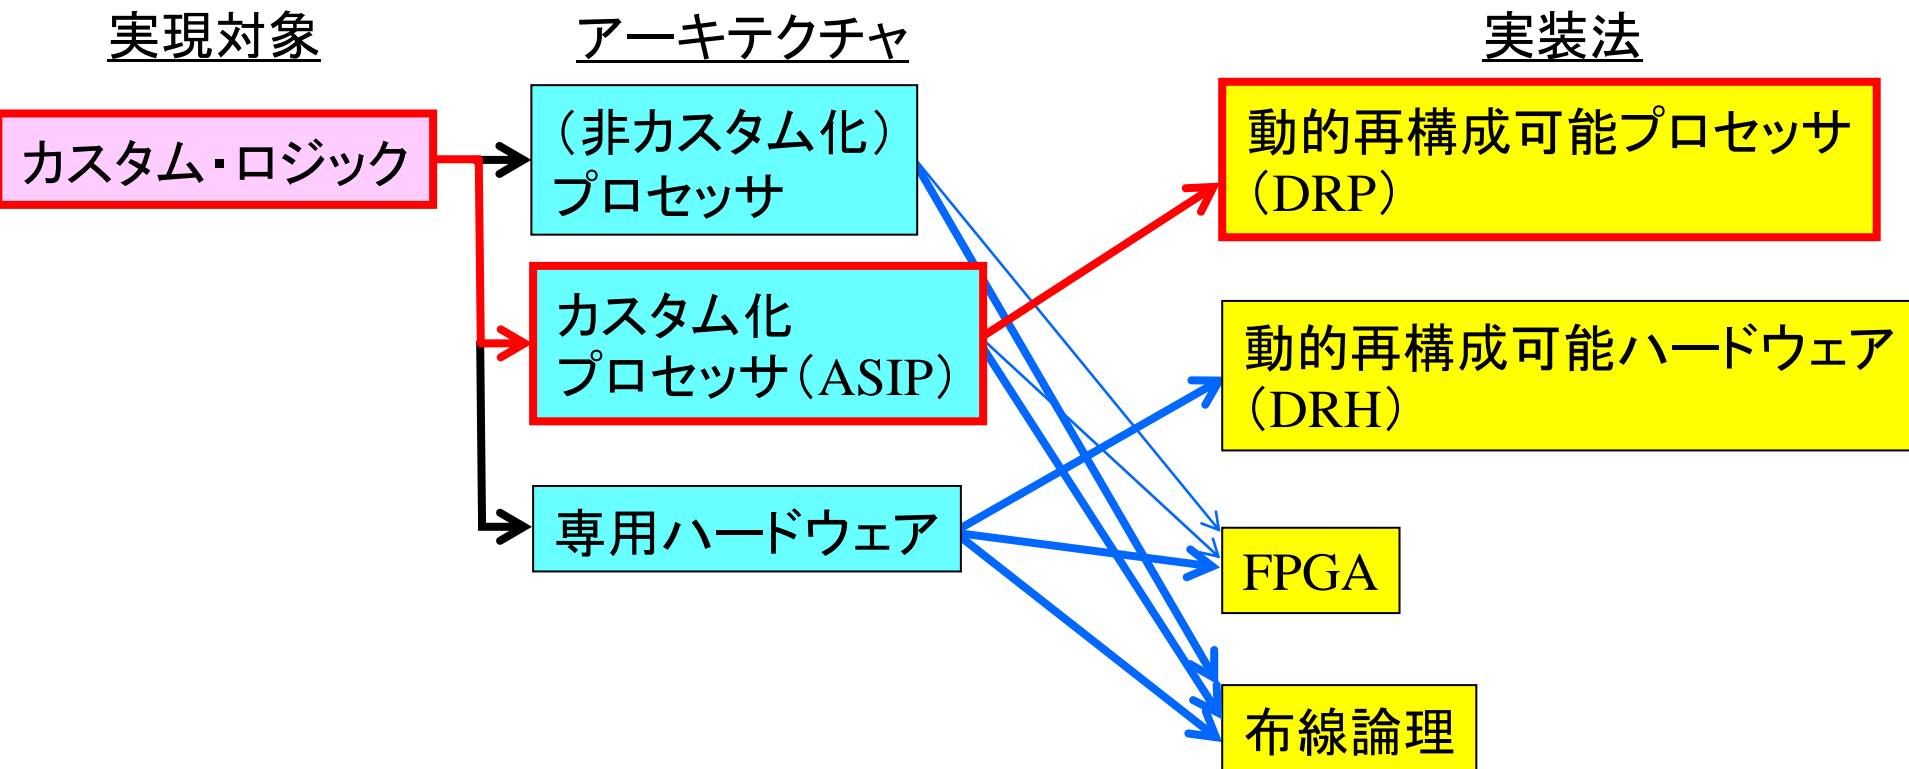 実現対象
アーキテクチャ
実装法
カスタム・ロジック
（非カスタム化）
プロセッサ
カスタム化
プロセッサ（ASIP）
専用ハードウェア
動的再構成可能プロセッサ
（DRP）
動的再構成可能ハードウェア
（DRH）
FPGA
布線論理